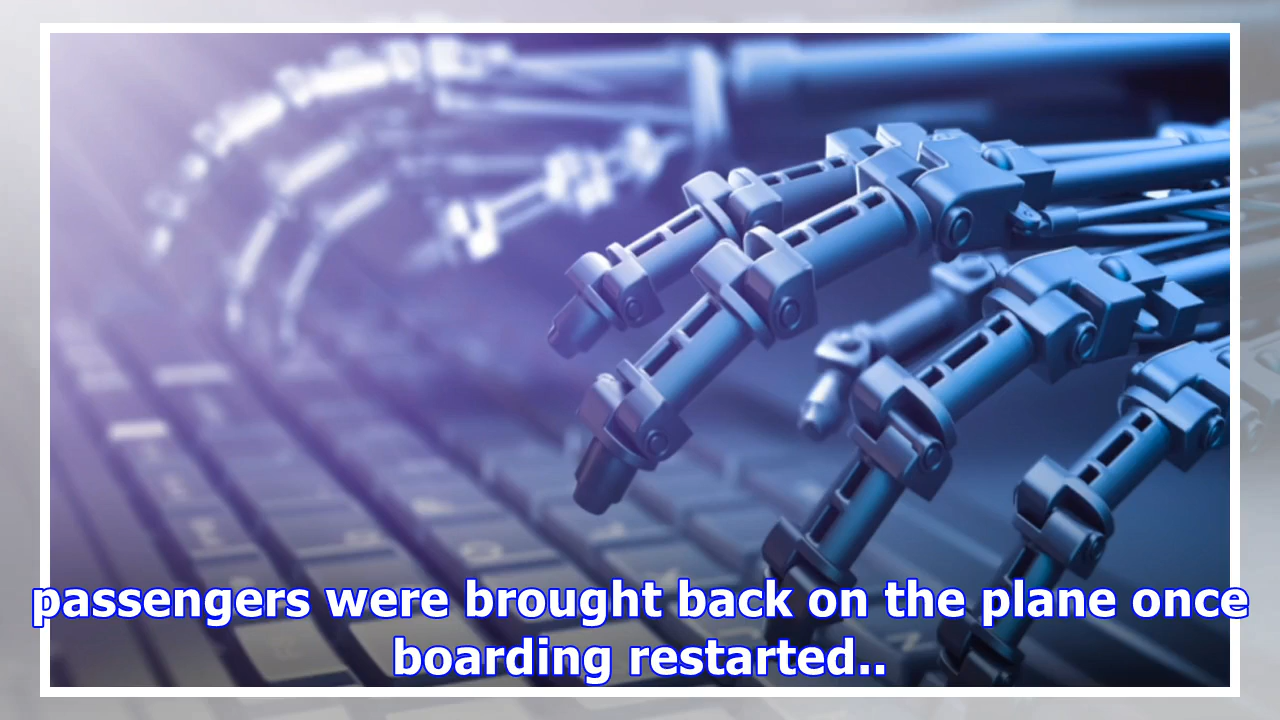 passengers were brought back on the plane once
boarding restarted..